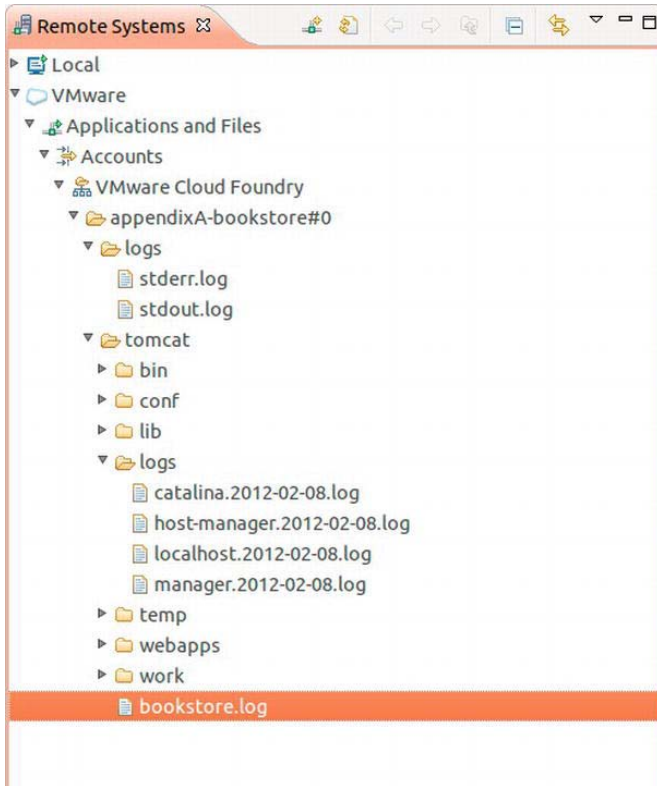 Remote Systems
Local
VMware
Applications and Files
Accounts
VMware Cloud Foundry
appendixA-bookstore#0
logs
stderr.log
stdout.log
tomcat
bin
conf
lib
logs
catalina.2012-02-08.log
host-manager.2012-02-08.log
localhost.2012-02-08.log
manager.2012-02-08.log
temp
webapps
work
bookstore.log